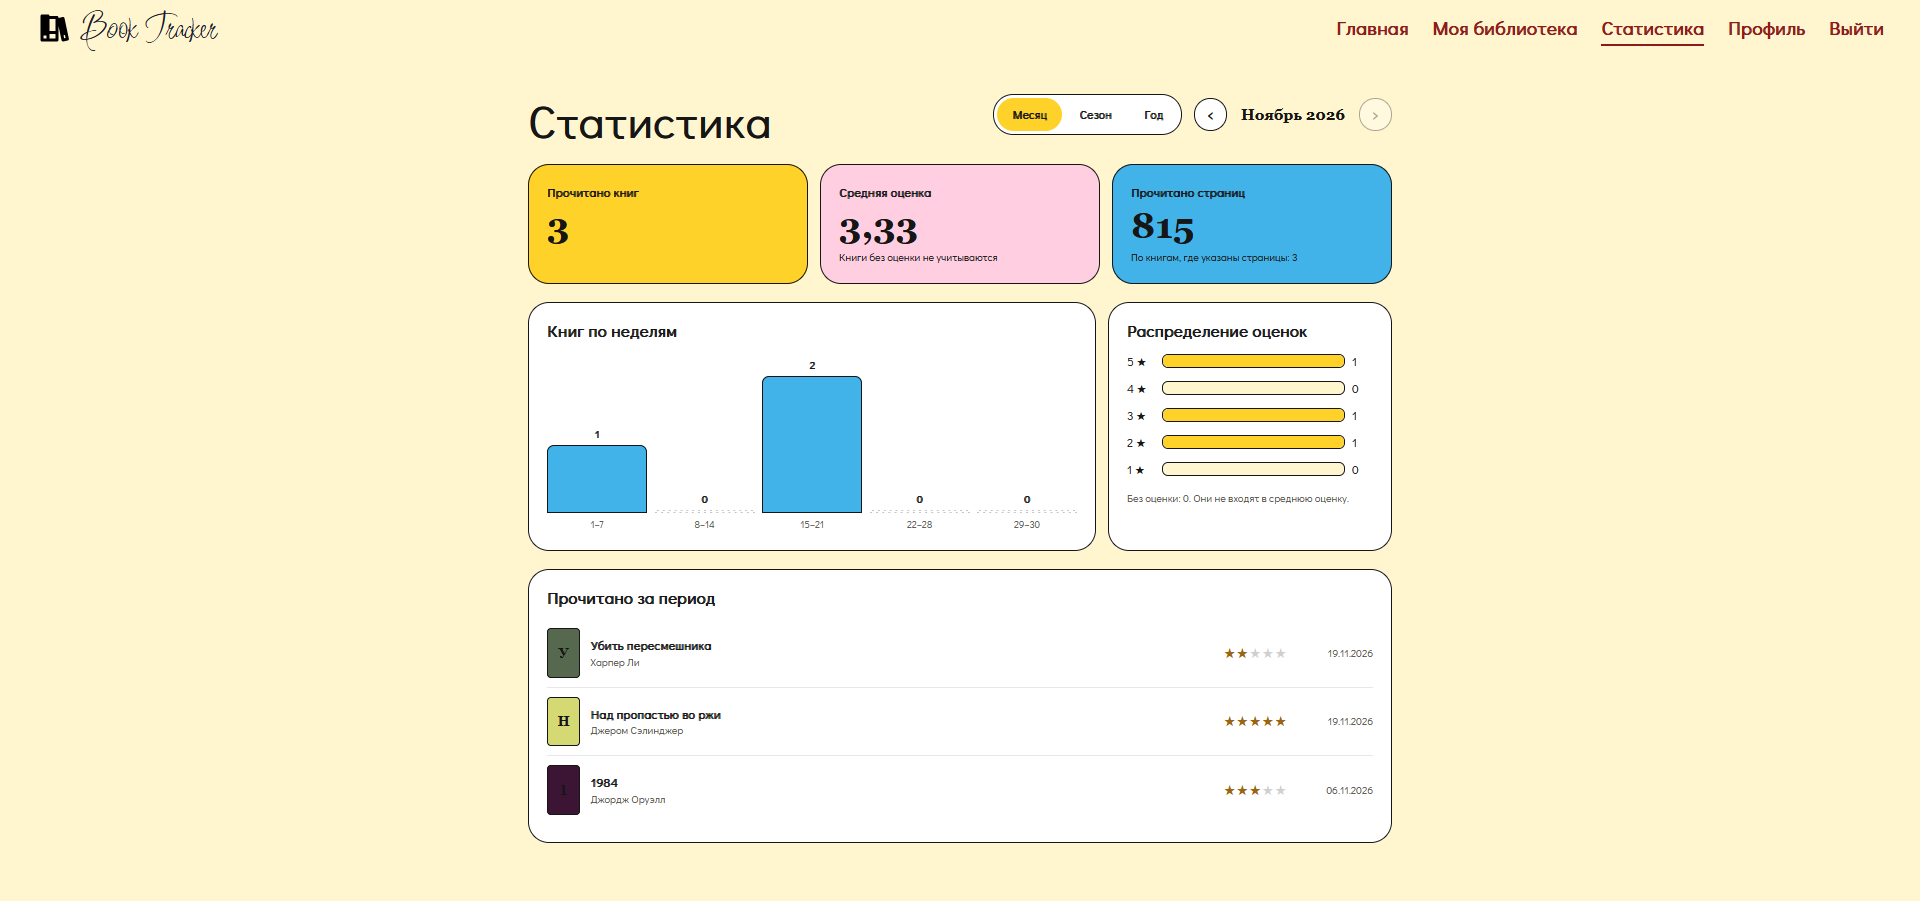 Book Tracker
Главная Моя библиотека Статистика Профиль Выйти
Статистика
Месяц Сезон Год
‹ Ноябрь 2026 ›
Прочитано книг
3
Средняя оценка
3,33
Книги без оценки не учитываются
Прочитано страниц
815
По книгам, где указаны страницы: 3
Книг по неделям
1 0 2 0 0
1–7 8–14 15–21 22–28 29–30
Распределение оценок
5 ★ 1
4 ★ 0
3 ★ 1
2 ★ 1
1 ★ 0
Без оценки: 0. Они не входят в среднюю оценку.
Прочитано за период
У
Убить пересмешника
Харпер Ли
★★★★★ 19.11.2026
Н
Над пропастью во ржи
Джером Сэлинджер
★★★★★ 19.11.2026
1
1984
Джордж Оруэлл
★★★★★ 06.11.2026